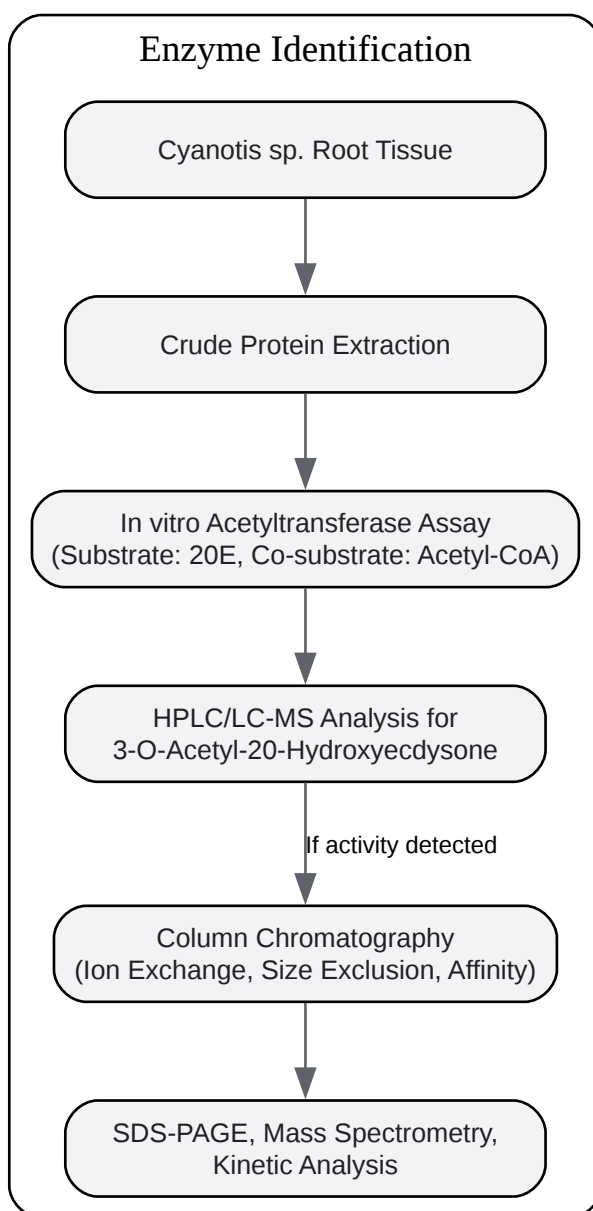 Enzyme Identification
Cyanotis sp. Root Tissue
Crude Protein Extraction
In vitro Acetyltransferase Assay
(Substrate: 20E, Co-substrate: Acetyl-CoA)
HPLC/LC-MS Analysis for
3-O-Acetyl-20-Hydroxyecdysone
If activity detected
Column Chromatography
(Ion Exchange, Size Exclusion, Affinity)
SDS-PAGE, Mass Spectrometry,
Kinetic Analysis